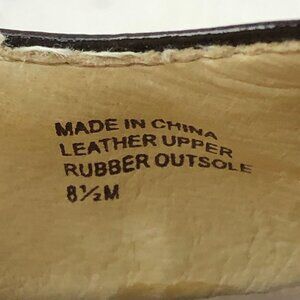 MADE IN CHINA
LEATHER UPPER
RUBBER OUTSOLE
8½M